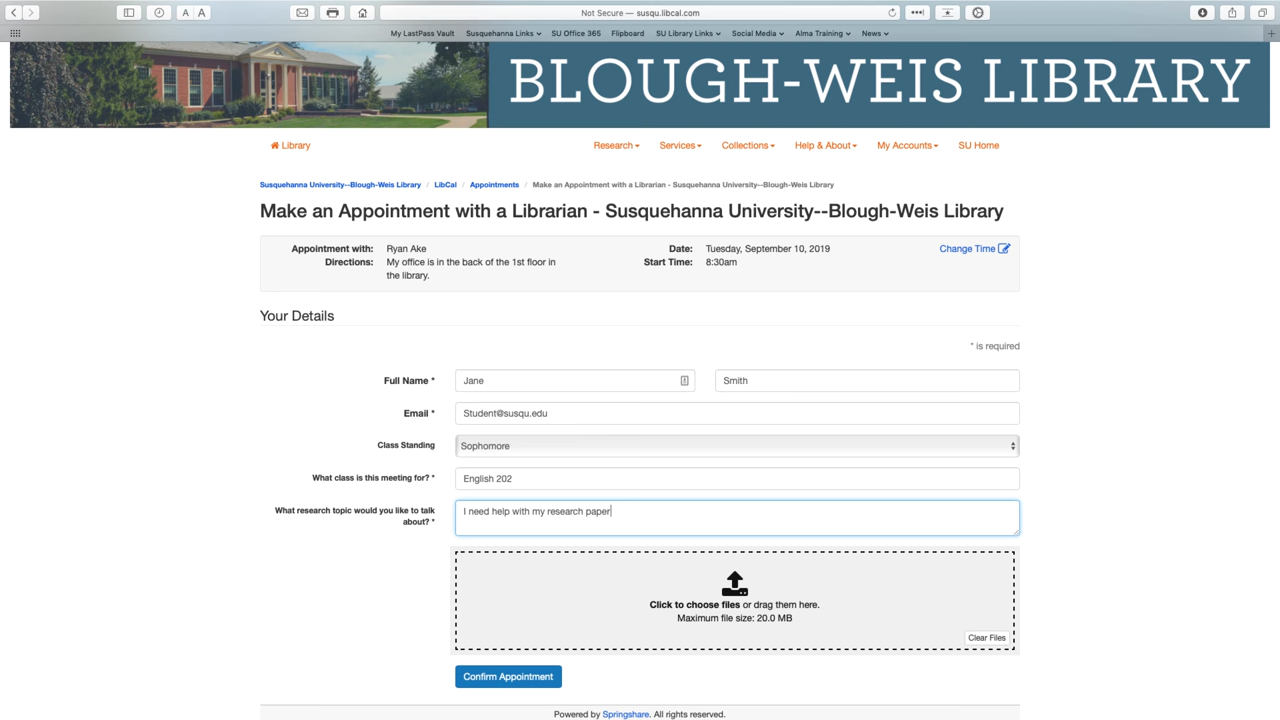 A A
Not Secure — susqu.libcal.com
My LastPass Vault Susquehanna Links SU Office 365 Flipboard SU Library Links Social Media Alma Training News
BLOUGH-WEIS LIBRARY
Library Research Services Collections Help & About My Accounts SU Home
Susquehanna University--Blough-Weis Library / LibCal / Appointments / Make an Appointment with a Librarian - Susquehanna University--Blough-Weis Library
Make an Appointment with a Librarian - Susquehanna University--Blough-Weis Library
Appointment with: Ryan Ake Date: Tuesday, September 10, 2019 Change Time
Directions: My office is in the back of the 1st floor in Start Time: 8:30am
the library.
Your Details
* is required
Full Name * Jane Smith
Email * Student@susqu.edu
Class Standing Sophomore
What class is this meeting for? * English 202
What research topic would you like to talk I need help with my research paper
about? *
Click to choose files or drag them here.
Maximum file size: 20.0 MB
Clear Files
Confirm Appointment
Powered by Springshare. All rights reserved.